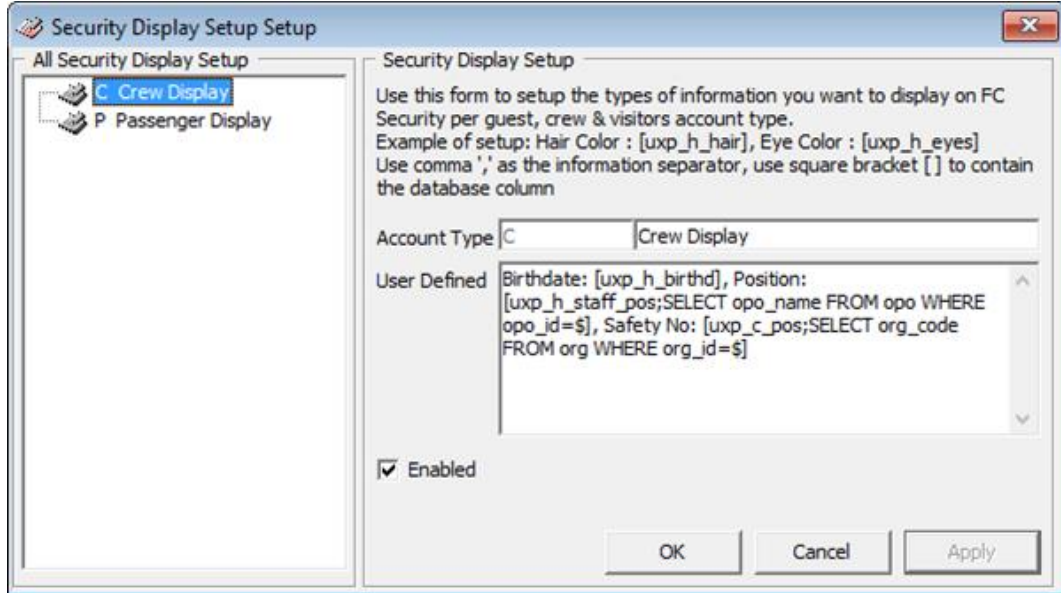 Security Display Setup Setup
All Security Display Setup
C Crew Display
P Passenger Display
Security Display Setup
Use this form to setup the types of information you want to display on FC
Security per guest, crew & visitors account type.
Example of setup: Hair Color : [uxp_h_hair], Eye Color : [uxp_h_eyes]
Use comma ',' as the information separator, use square bracket [ ] to contain
the database column
Account Type C Crew Display
User Defined Birthdate: [uxp_h_birthd], Position:
[uxp_h_staff_pos;SELECT opo_name FROM opo WHERE
opo_id=$], Safety No: [uxp_c_pos;SELECT org_code
FROM org WHERE org_id=$]
Enabled
OK Cancel Apply